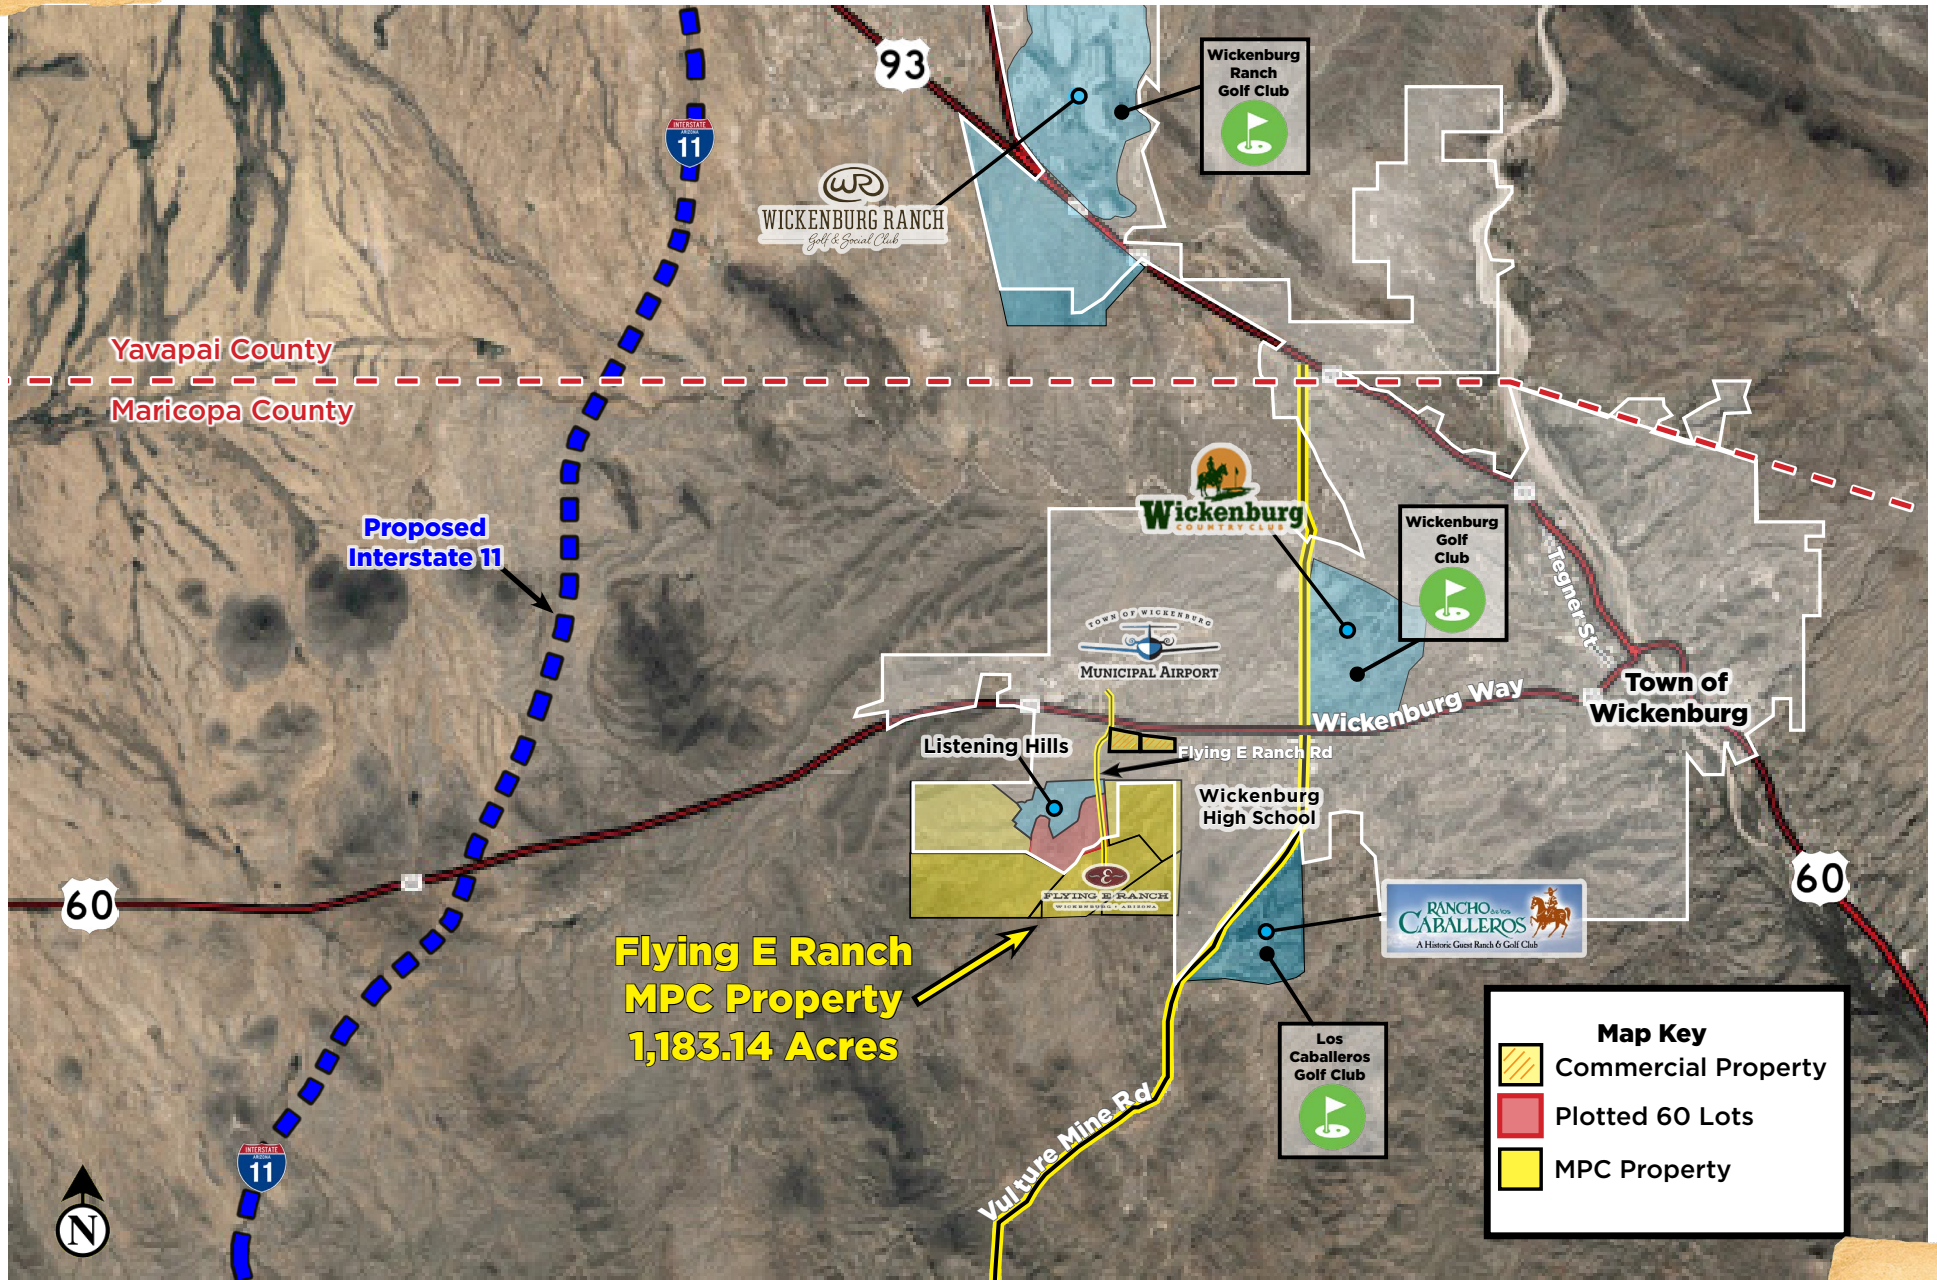 93
Wickenburg
Ranch
Golf Club
INTERSTATE
ARIZONA
11
WR
WICKENBURG RANCH
Golf & Social Club
Yavapai County
Maricopa County
Wickenburg
COUNTRY CLUB
Proposed
Interstate 11
Wickenburg
Golf
Club
Tegner St
TOWN OF WICKENBURG
MUNICIPAL AIRPORT
Town of
Wickenburg
Wickenburg Way
Listening Hills
Flying E Ranch Rd
Wickenburg
High School
60
60
E
FLYING E RANCH
WICKENBURG • ARIZONA
RANCHO de los
CABALLEROS
A Historic Guest Ranch & Golf Club
Flying E Ranch
MPC Property
1,183.14 Acres
Los
Caballeros
Golf Club
Vulture Mine Rd
INTERSTATE
ARIZONA
11
N
Map Key
Commercial Property
Plotted 60 Lots
MPC Property